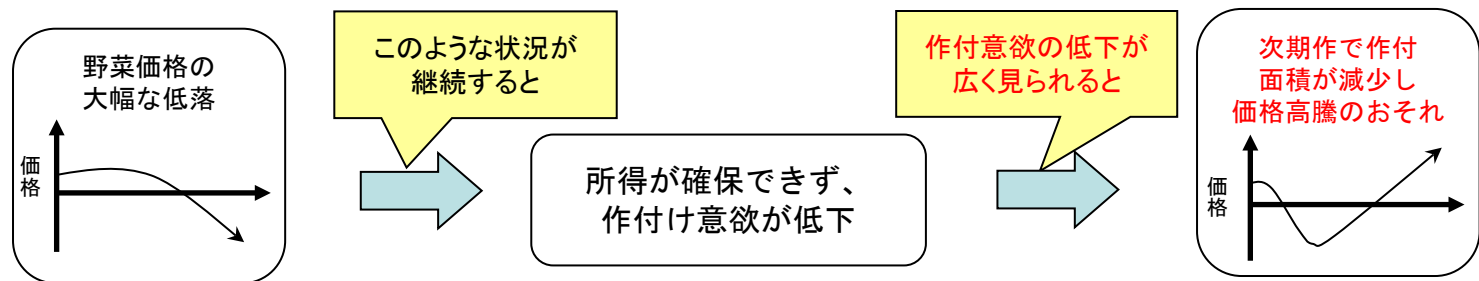 野菜価格の
大幅な低落
価格
このような状況が
継続すると
所得が確保できず、
作付け意欲が低下
作付意欲の低下が
広く見られると
次期作で作付
面積が減少し
価格高騰のおそれ
価格